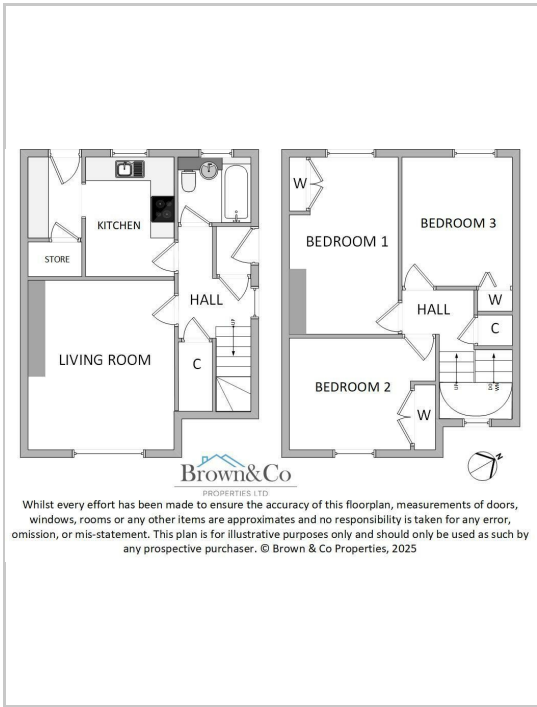 KITCHEN
STORE
HALL
UP
LIVING ROOM
C
W
BEDROOM 1
BEDROOM 3
W
HALL
C
BEDROOM 2
W
UP
DOWN
N
Brown&Co
PROPERTIES LTD
Whilst every effort has been made to ensure the accuracy of this floorplan, measurements of doors,
windows, rooms or any other items are approximates and no responsibility is taken for any error,
omission, or mis-statement. This plan is for illustrative purposes only and should only be used as such by
any prospective purchaser. © Brown & Co Properties, 2025